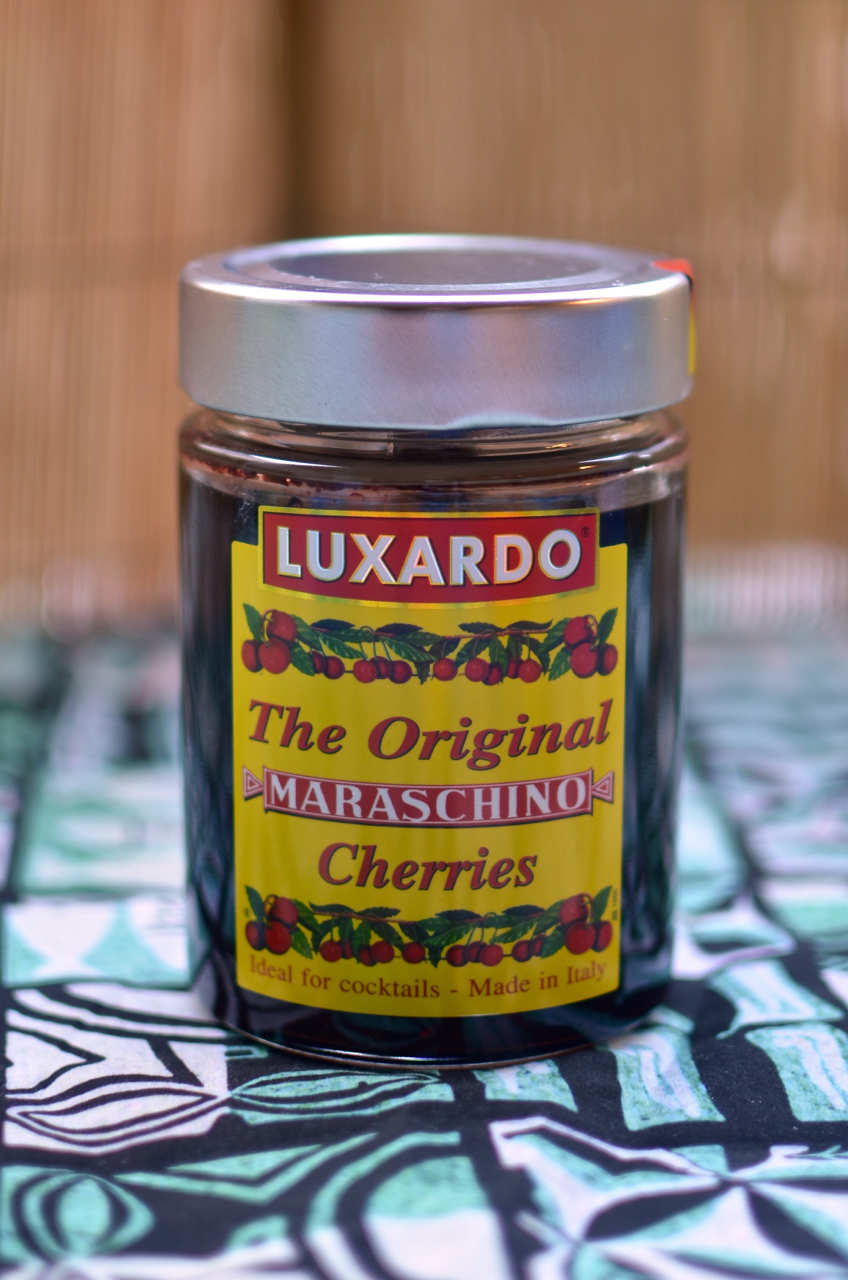 LUXARDO®
The Original
MARASCHINO
Cherries
Ideal for cocktails - Made in Italy